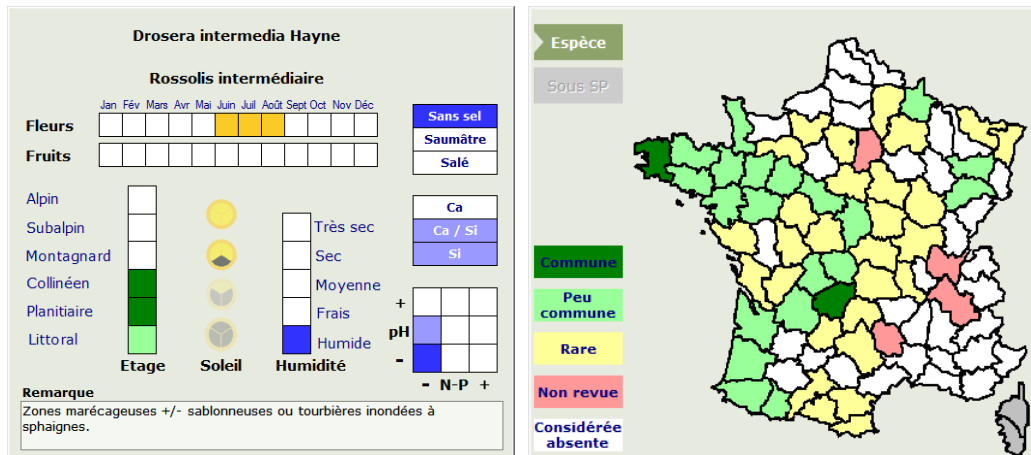 Drosera intermedia Hayne
Rossolis intermédiaire
Jan Fév Mars Avr Mai Juin Juil Août Sept Oct Nov Déc
Fleurs
Fruits
Sans sel
Saumâtre
Salé
Ca
Ca / Si
Si
Alpin
Subalpin
Montagnard
Collinéen
Planitiaire
Littoral
Etage
Soleil
Très sec
Sec
Moyenne
Frais
Humide
Humidité
+
pH
-
- N-P +
Remarque
Zones marécageuses +/- sablonneuses ou tourbières inondées à
sphaignes.
Espèce
Sous SP
Commune
Peu
commune
Rare
Non revue
Considérée
absente